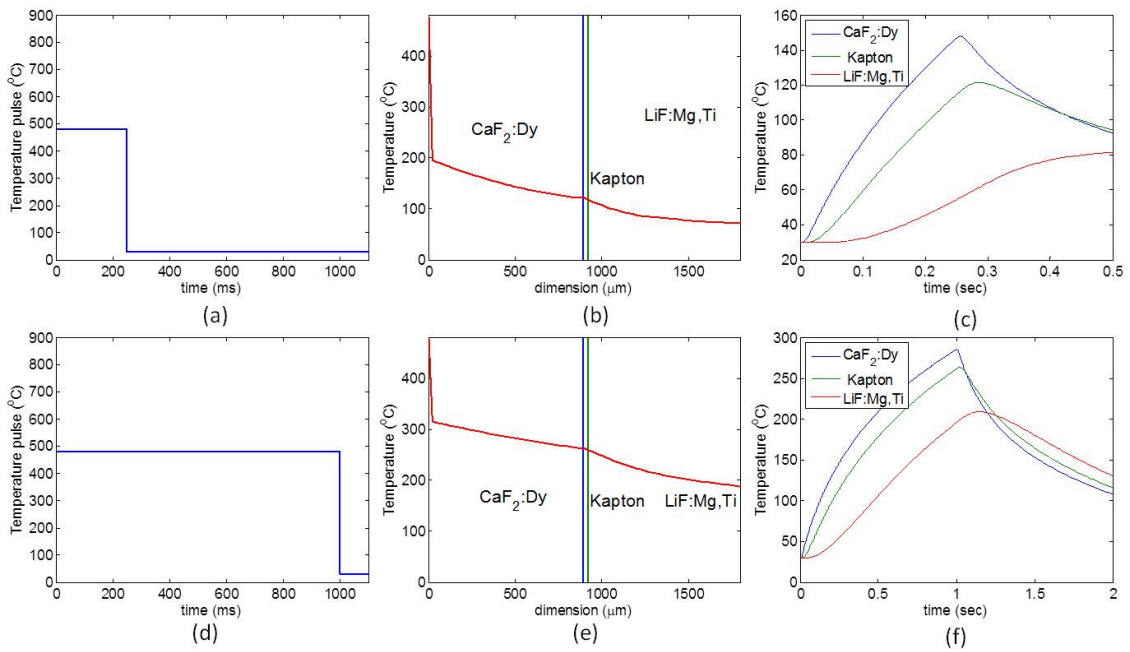 900
800
700
600
500
400
300
200
100
0
Temperature pulse (°C)
0 200 400 600 800 1000
time (ms)
(a)
400
300
200
100
0
Temperature (°C)
CaF2:Dy
Kapton
LiF:Mg,Ti
0 500 1000 1500
dimension (μm)
(b)
160
140
120
100
80
60
40
20
Temperature (°C)
CaF2:Dy
Kapton
LiF:Mg,Ti
0 0.1 0.2 0.3 0.4 0.5
time (sec)
(c)
900
800
700
600
500
400
300
200
100
0
Temperature pulse (°C)
0 200 400 600 800 1000
time (ms)
(d)
400
300
200
100
0
Temperature (°C)
CaF2:Dy
Kapton
LiF:Mg,Ti
0 500 1000 1500
dimension (μm)
(e)
300
250
200
150
100
50
0
Temperature (°C)
CaF2:Dy
Kapton
LiF:Mg,Ti
0 0.5 1 1.5 2
time (sec)
(f)